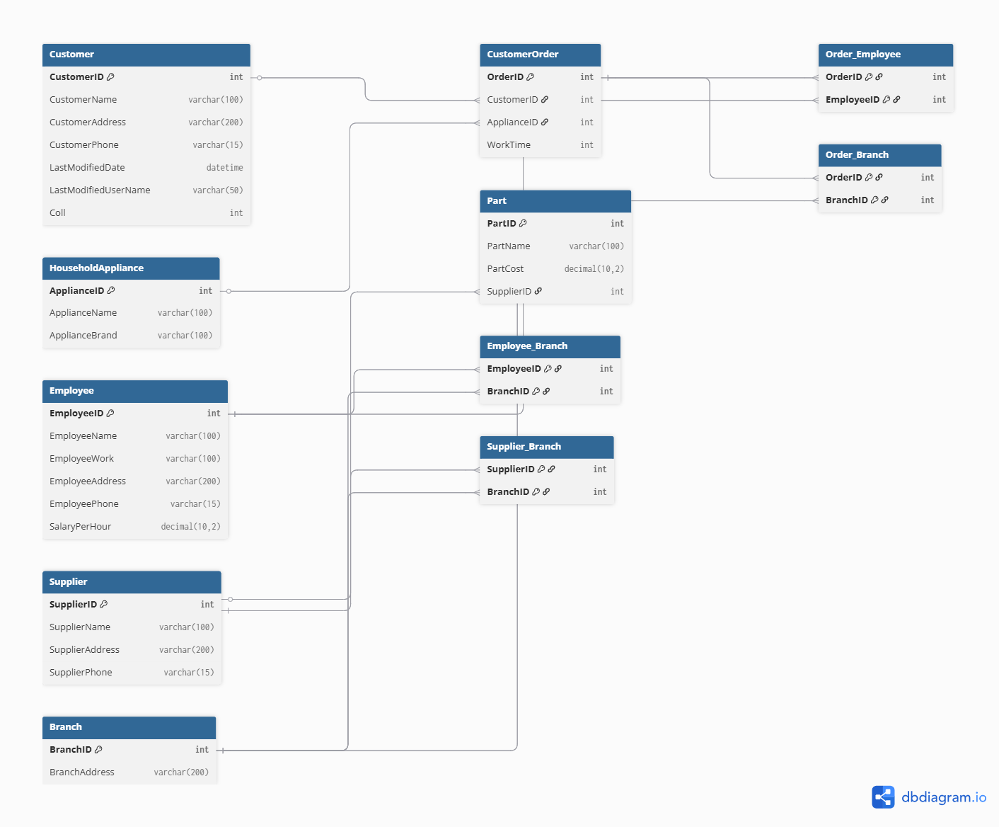 Customer
CustomerID int
CustomerName varchar(100)
CustomerAddress varchar(200)
CustomerPhone varchar(15)
LastModifiedDate datetime
LastModifiedUserName varchar(50)
Coll int
HouseholdAppliance
ApplianceID int
ApplianceName varchar(100)
ApplianceBrand varchar(100)
Employee
EmployeeID int
EmployeeName varchar(100)
EmployeeWork varchar(100)
EmployeeAddress varchar(200)
EmployeePhone varchar(15)
SalaryPerHour decimal(10,2)
Supplier
SupplierID int
SupplierName varchar(100)
SupplierAddress varchar(200)
SupplierPhone varchar(15)
Branch
BranchID int
BranchAddress varchar(200)
CustomerOrder
OrderID int
CustomerID int
ApplianceID int
WorkTime int
Part
PartID int
PartName varchar(100)
PartCost decimal(10,2)
SupplierID int
Employee_Branch
EmployeeID int
BranchID int
Supplier_Branch
SupplierID int
BranchID int
Order_Employee
OrderID int
EmployeeID int
Order_Branch
OrderID int
BranchID int
dbdiagram.io